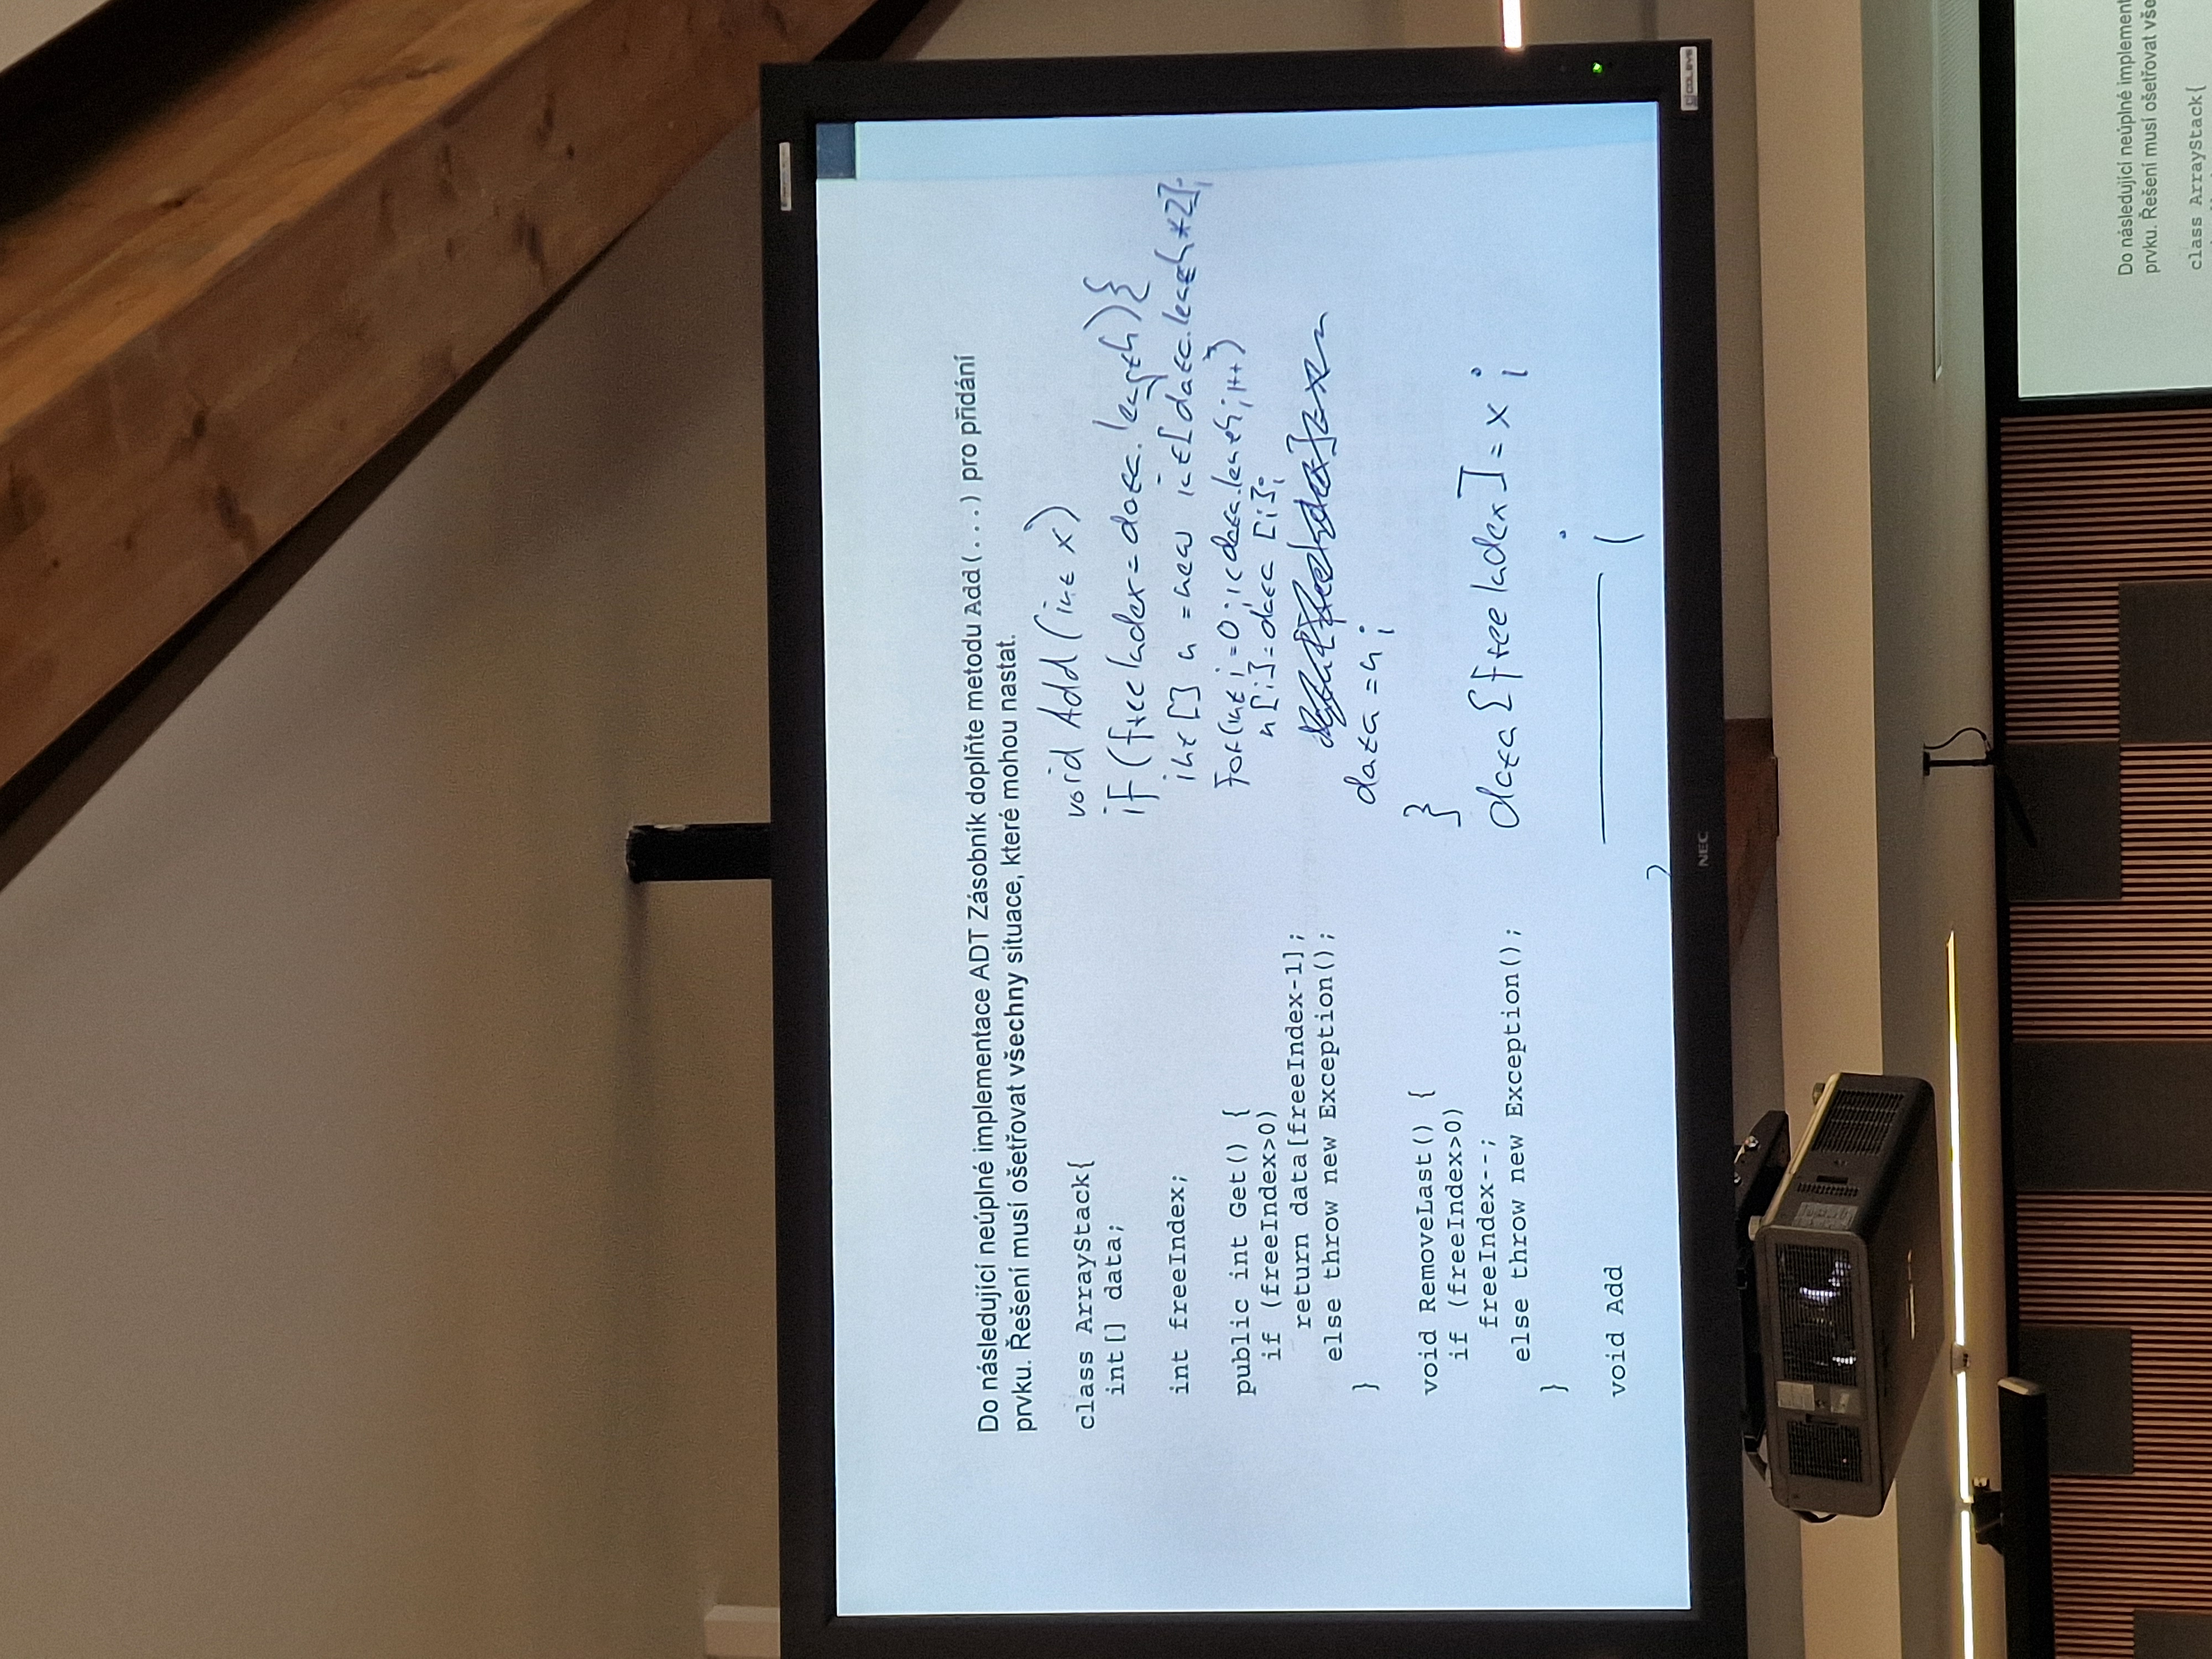 Do následující neúplné implementace ADT Zásobník doplňte metodu Add(...) pro přidání
prvku. Řešení musí ošetřovat všechny situace, které mohou nastat.
class ArrayStack{
int[] data;
int freeIndex;
public int Get() {
if (freeIndex>0)
return data[freeIndex-1];
else throw new Exception();
}
void RemoveLast() {
if (freeIndex>0)
freeIndex--;
else throw new Exception();
}
void Add
void Add (int x)
if (freeIndex=data.length){
int [] n = new int[data.length*2];
for(int i=0;i<data.length;i++)
n[i]=data[i];
data = n;
}
data[freeIndex]=x;
;
NEC
COLSYS
Do následující neúplné implement
prvku. Řešení musí ošetřovat vše
class ArrayStack{